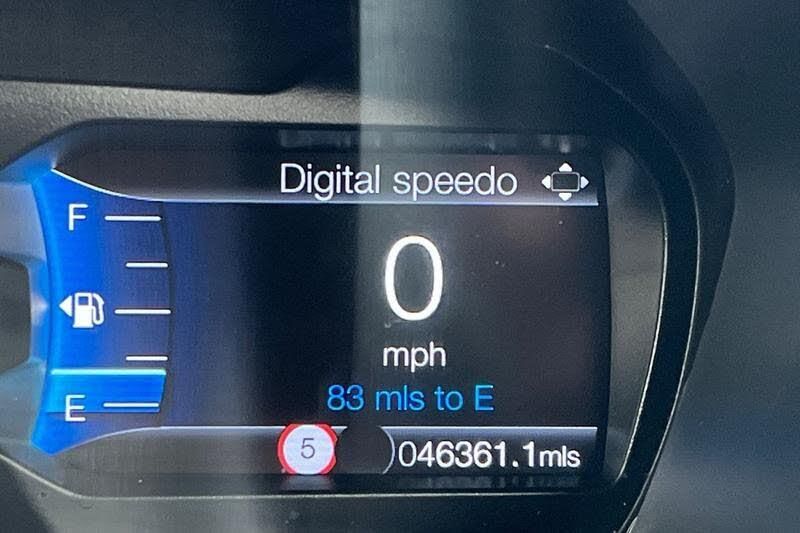 Digital speedo
F
0
mph
E
83 mls to E
5
046361.1mls